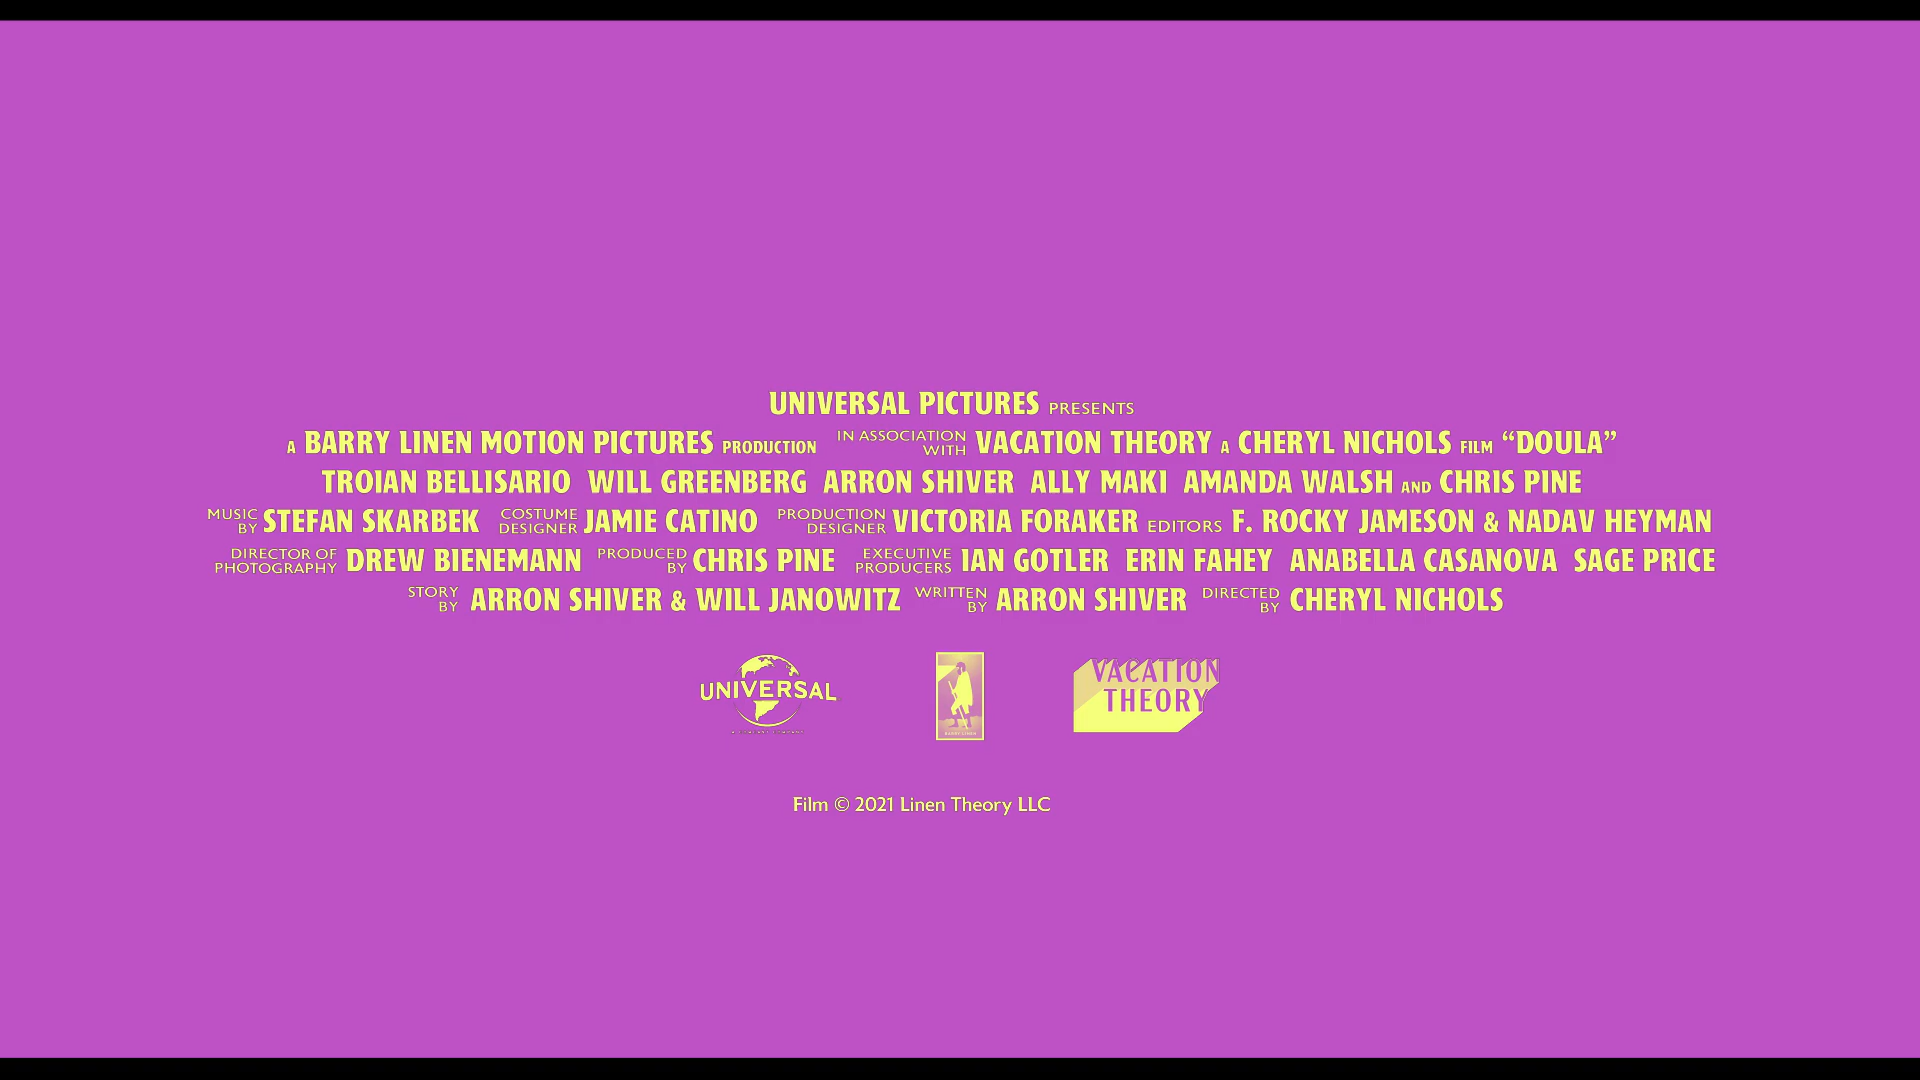 UNIVERSAL PICTURES PRESENTS
A BARRY LINEN MOTION PICTURES PRODUCTION IN ASSOCIATION WITH VACATION THEORY A CHERYL NICHOLS FILM “DOULA”
TROIAN BELLISARIO WILL GREENBERG ARRON SHIVER ALLY MAKI AMANDA WALSH AND CHRIS PINE
MUSIC BY STEFAN SKARBEK COSTUME DESIGNER JAMIE CATINO PRODUCTION DESIGNER VICTORIA FORAKER EDITORS F. ROCKY JAMESON & NADAV HEYMAN
DIRECTOR OF PHOTOGRAPHY DREW BIENEMANN PRODUCED BY CHRIS PINE EXECUTIVE PRODUCERS IAN GOTLER ERIN FAHEY ANABELLA CASANOVA SAGE PRICE
STORY BY ARRON SHIVER & WILL JANOWITZ WRITTEN BY ARRON SHIVER DIRECTED BY CHERYL NICHOLS
UNIVERSAL
BARRY LINEN
VACATION
THEORY
Film © 2021 Linen Theory LLC